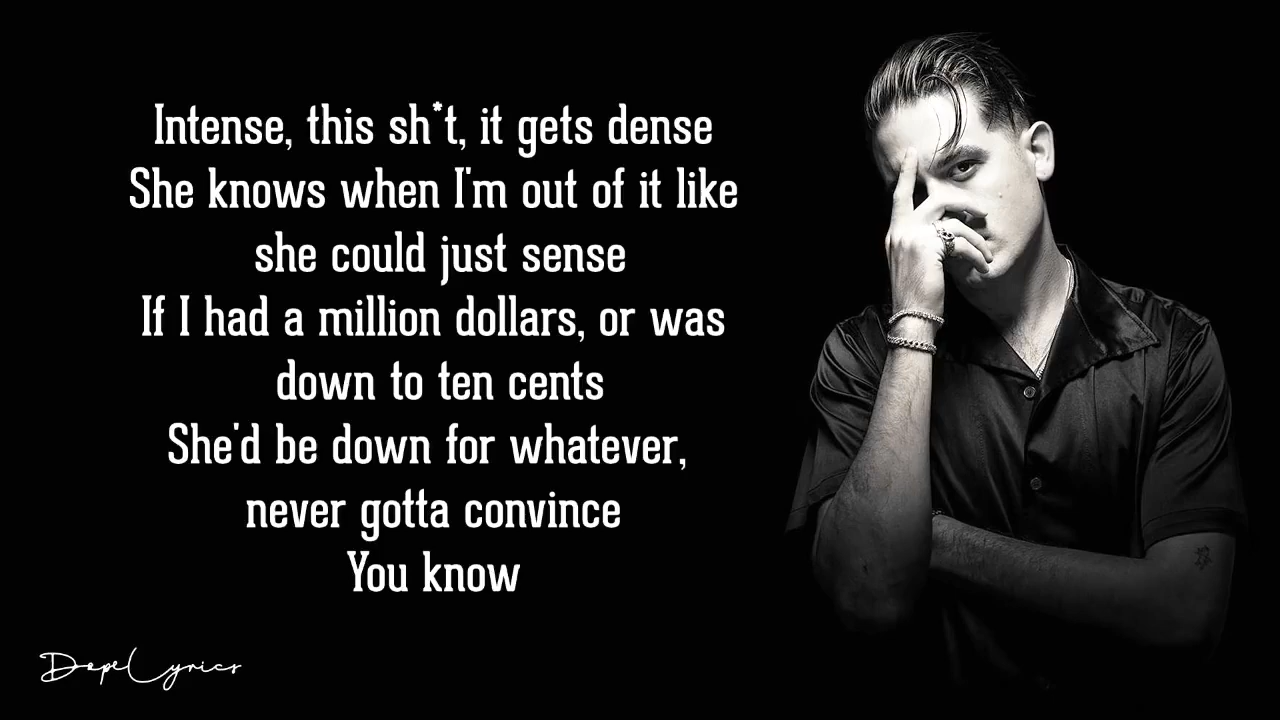 Intense, this sh*t, it gets dense
She knows when I'm out of it like
she could just sense
If I had a million dollars, or was
down to ten cents
She'd be down for whatever,
never gotta convince
You know
DopeLyrics